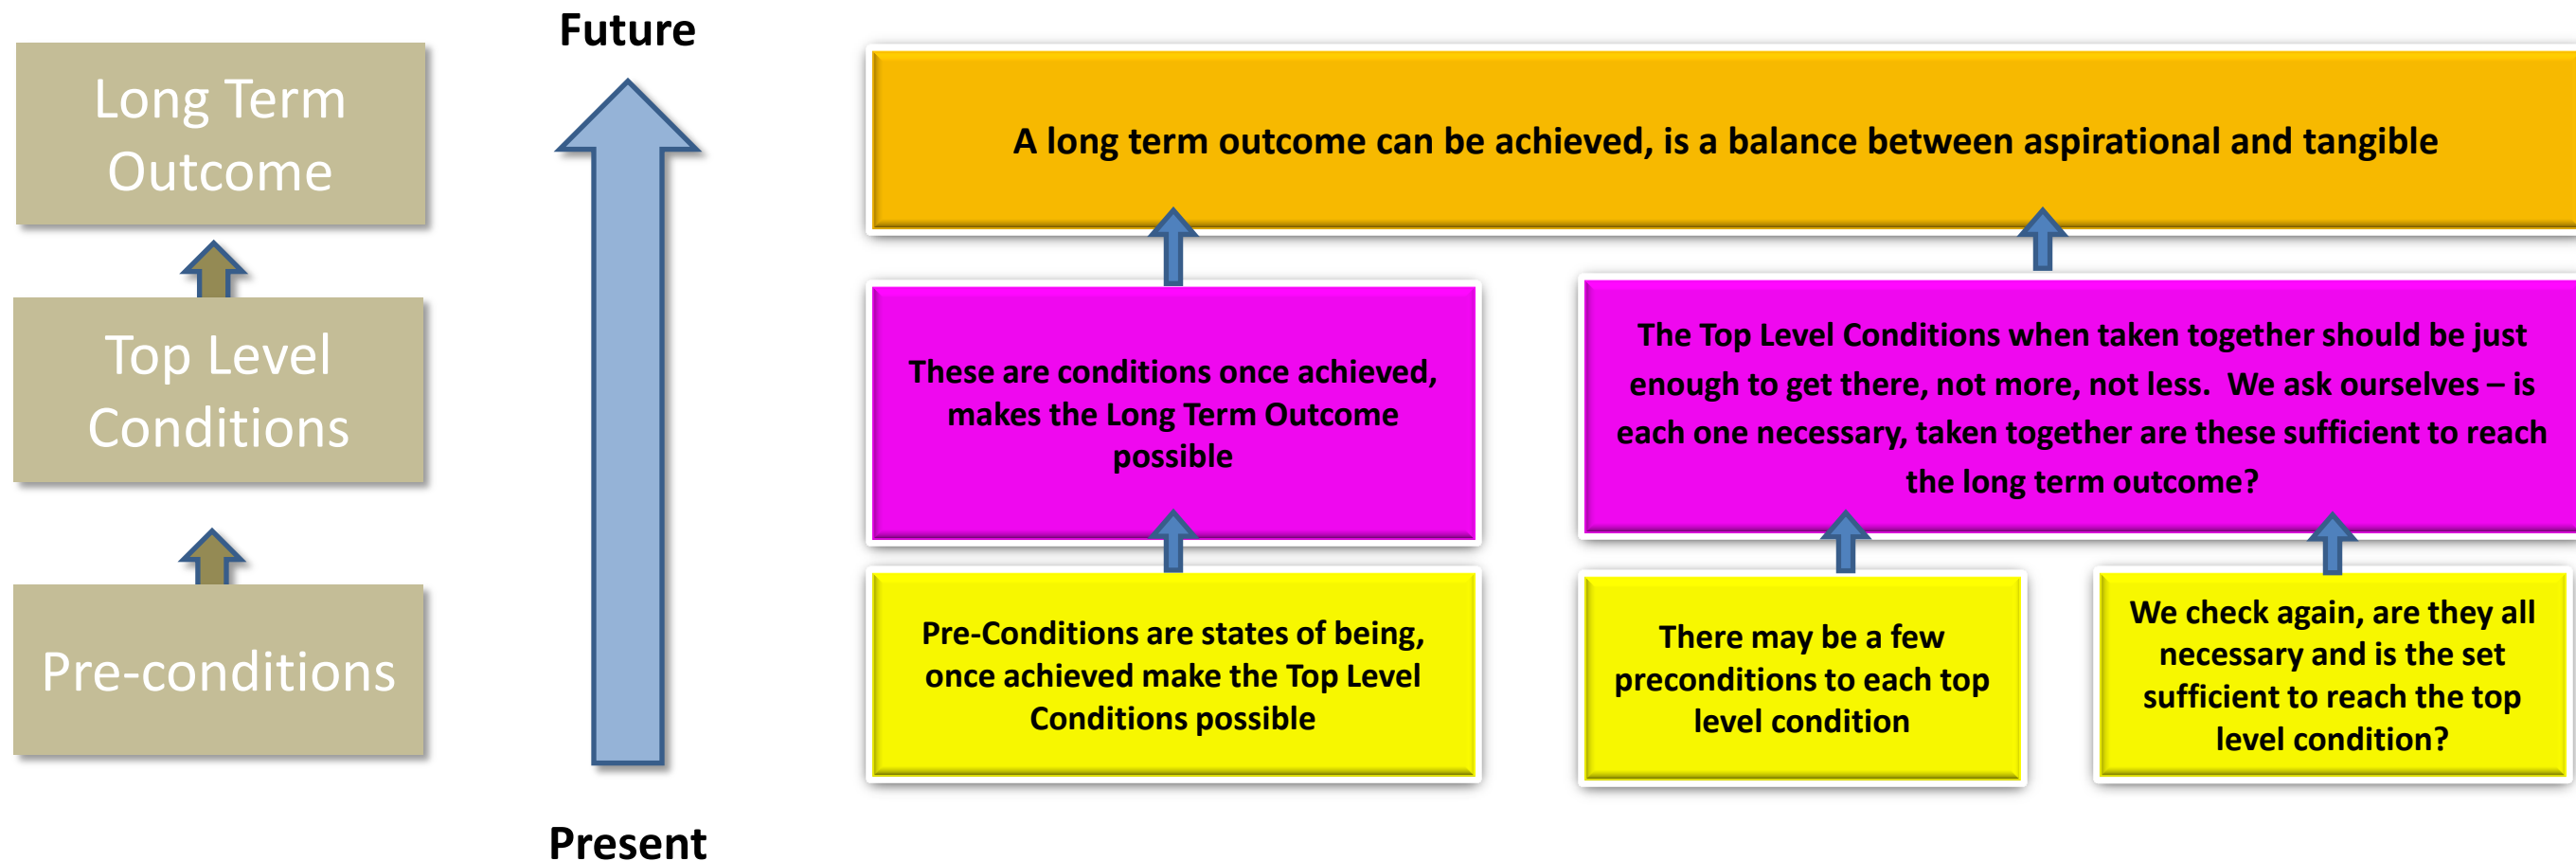 Future
Long Term
Outcome
A long term outcome can be achieved, is a balance between aspirational and tangible
Top Level
Conditions
These are conditions once achieved,
makes the Long Term Outcome
possible
The Top Level Conditions when taken together should be just
enough to get there, not more, not less.  We ask ourselves – is
each one necessary, taken together are these sufficient to reach
the long term outcome?
Pre-conditions
Pre-Conditions are states of being,
once achieved make the Top Level
Conditions possible
There may be a few
preconditions to each top
level condition
We check again, are they all
necessary and is the set
sufficient to reach the top
level condition?
Present